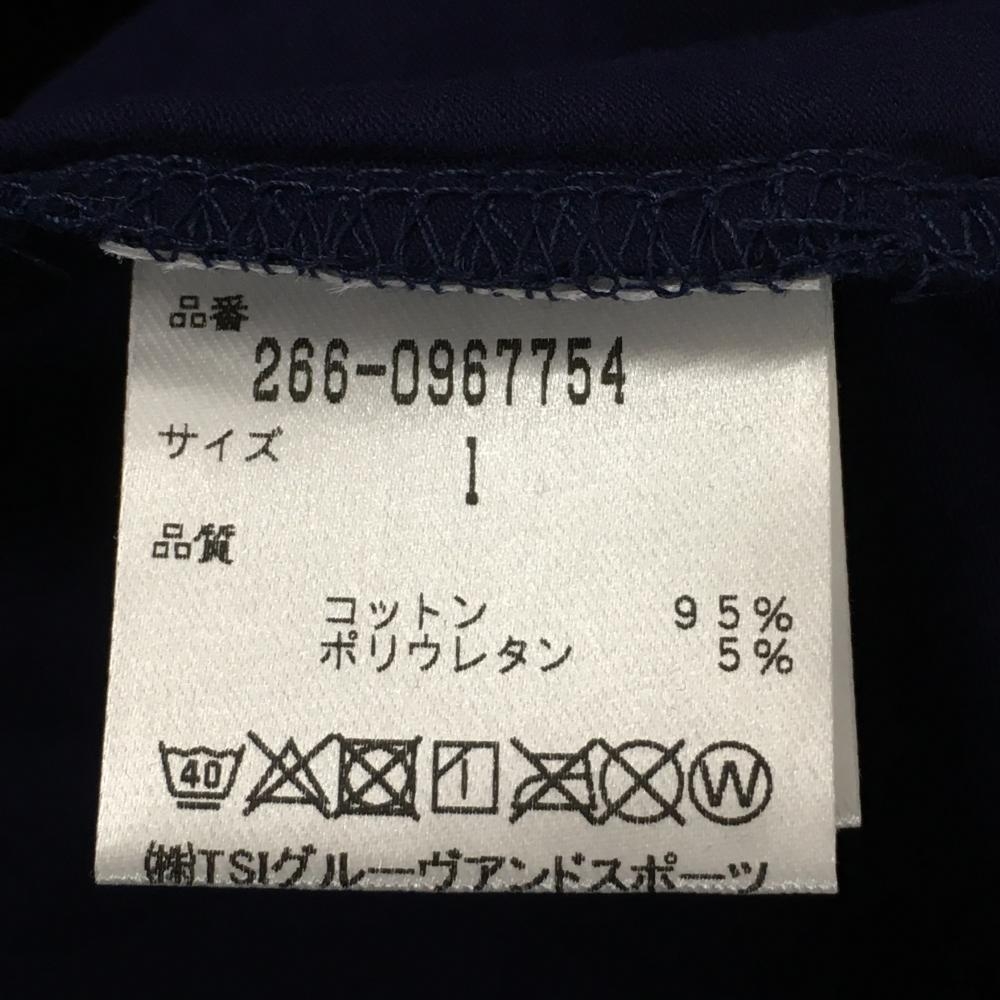 品番
266-0967754
サイズ
1
品質
コットン 95%
ポリウレタン 5%
40 W
(株)TSIグルーヴアンドスポーツ